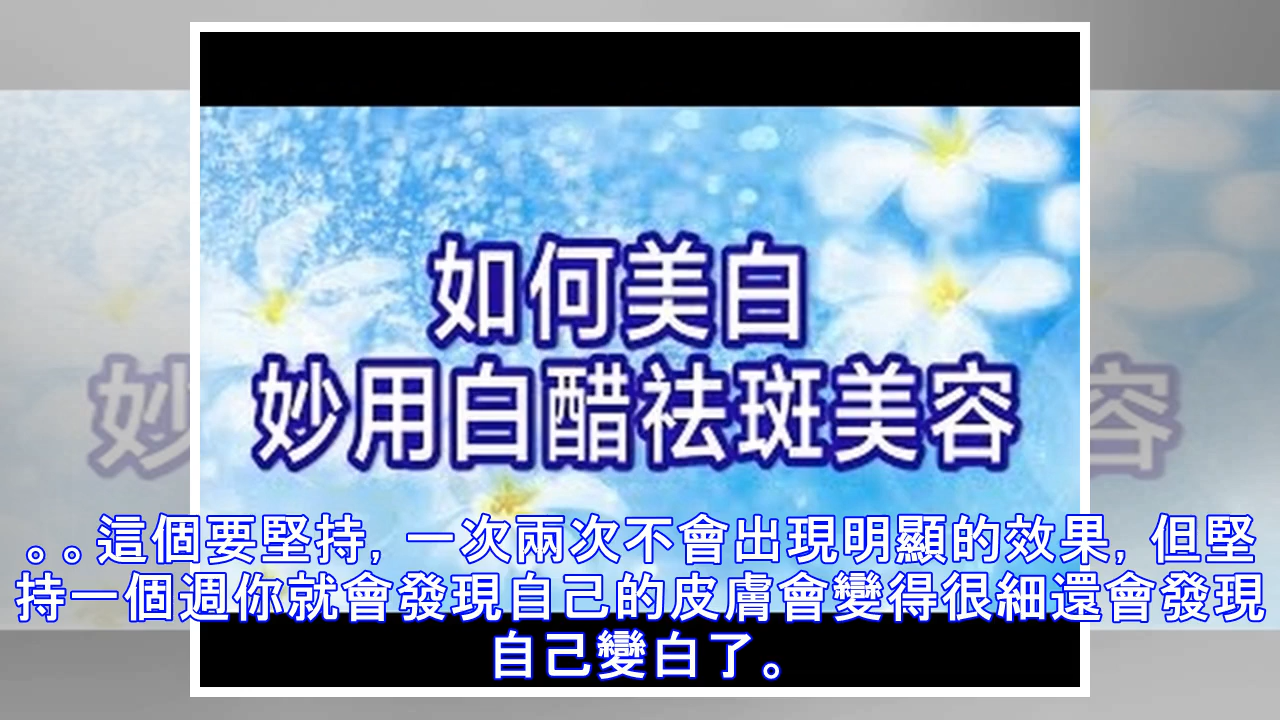 如何美白
妙用白醋祛斑美容
。。這個要堅持,一次兩次不會出現明顯的效果,但堅
持一個週你就會發現自己的皮膚會變得很細還會發現
自己變白了。
妙
容